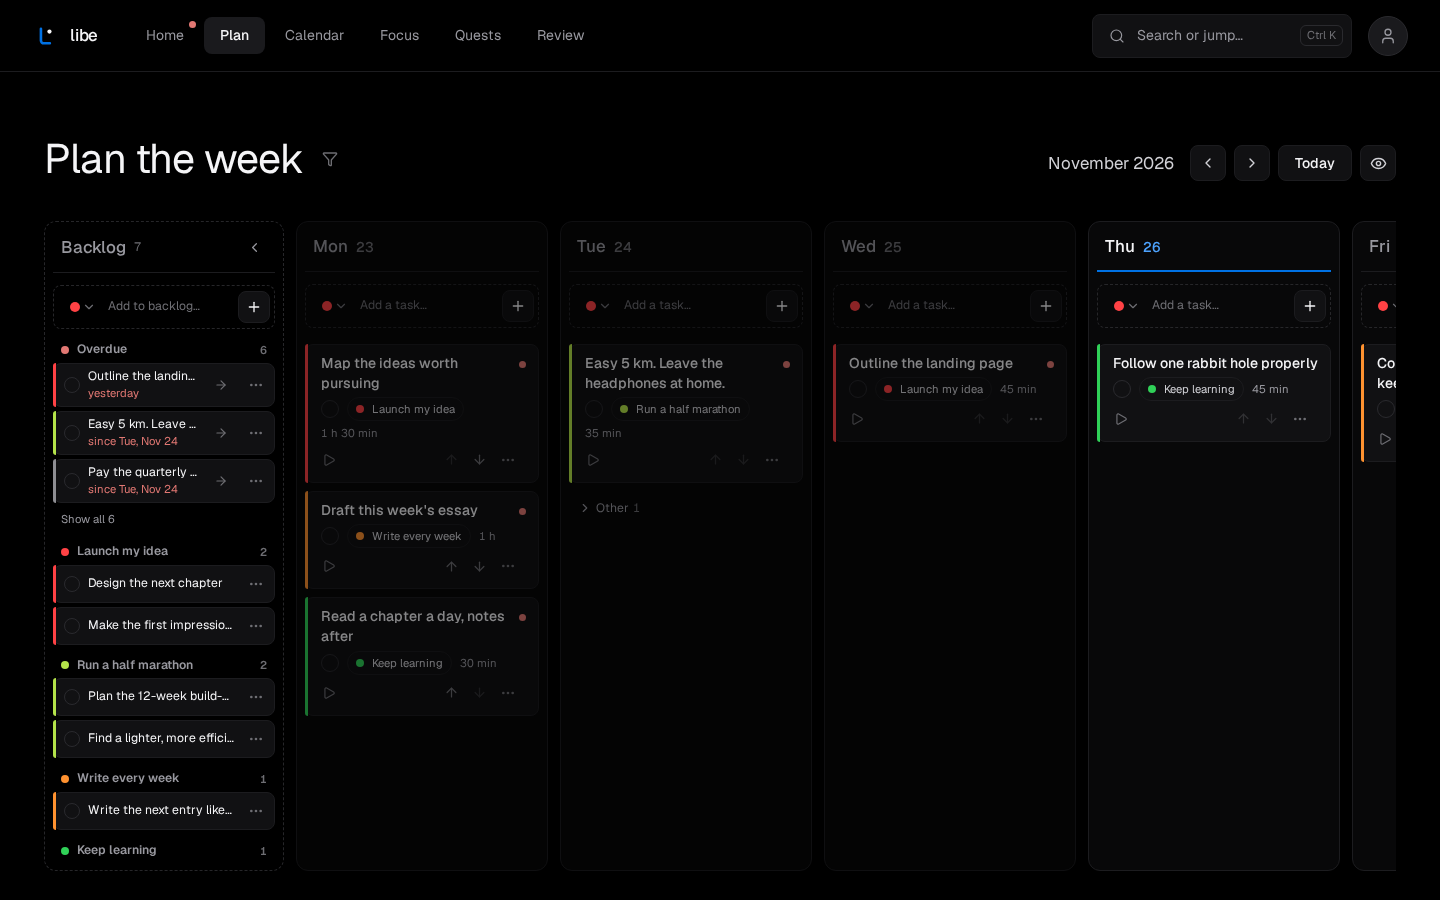 libe
Home
Plan
Calendar
Focus
Quests
Review
Search or jump...
Ctrl K
Plan the week
November 2026
Today
Backlog 7
Add to backlog...
Overdue 6
Outline the landin...
yesterday
Easy 5 km. Leave ...
since Tue, Nov 24
Pay the quarterly ...
since Tue, Nov 24
Show all 6
Launch my idea 2
Design the next chapter
Make the first impressio...
Run a half marathon 2
Plan the 12-week build-...
Find a lighter, more effici...
Write every week 1
Write the next entry like...
Keep learning 1
Mon 23
Add a task...
Map the ideas worth
pursuing
Launch my idea
1 h 30 min
Draft this week's essay
Write every week 1 h
Read a chapter a day, notes
after
Keep learning 30 min
Tue 24
Add a task...
Easy 5 km. Leave the
headphones at home.
Run a half marathon
35 min
Other 1
Wed 25
Add a task...
Outline the landing page
Launch my idea 45 min
Thu 26
Add a task...
Follow one rabbit hole properly
Keep learning 45 min
Fri
Co
kee